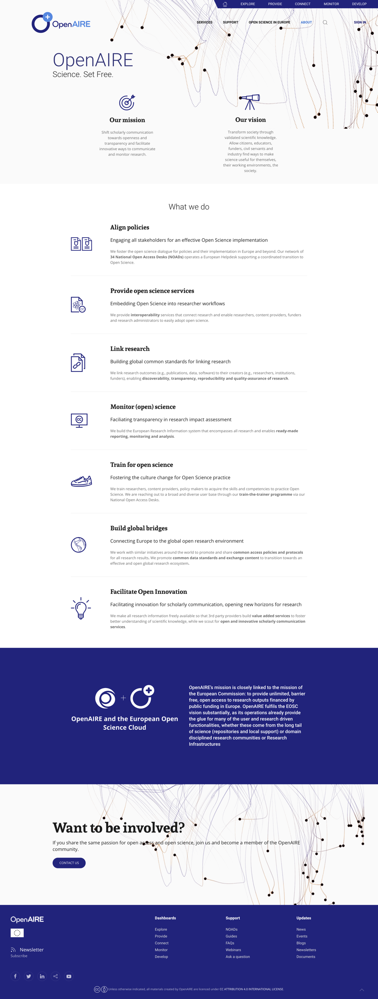 EXPLORE PROVIDE CONNECT MONITOR DEVELOP
OpenAIRE
SERVICES SUPPORT OPEN SCIENCE IN EUROPE ABOUT SIGN IN
OpenAIRE
Science. Set Free.
Our mission
Shift scholarly communication
towards openness and
transparency and facilitate
innovative ways to communicate
and monitor research.
Our vision
Transform society through
validated scientific knowledge.
Allow citizens, educators,
funders, civil servants and
industry find ways to make
science useful for themselves,
their working environments, the
society.
What we do
Align policies
Engaging all stakeholders for an effective Open Science implementation
We foster the open science dialogue for policies and their implementation in Europe and beyond. Our network of
34 National Open Access Desks (NOADs) operates a European Helpdesk supporting a coordinated transition to
Open Science.
Provide open science services
Embedding Open Science into researcher workflows
We provide interoperability services that connect research and enable researchers, content providers, funders
and research administrators to easily adopt open science.
CC
Link research
Building global common standards for linking research
We link research outcomes (e.g., publications, data, software) to their creators (e.g., researchers, institutions,
funders), enabling discoverability, transparency, reproducibility and quality-assurance of research.
Monitor (open) science
CC
Faciliating transparency in research impact assessment
We build the European Research Information system that encompasses all research and enables ready-made
reporting, monitoring and analysis.
Train for open science
Fostering the culture change for Open Science practice
We train researchers, content providers, policy makers to acquire the skills and competencies to practice Open
Science. We are reaching out to a broad and diverse user base through our train-the-trainer programme via our
National Open Access Desks.
Build global bridges
Connecting Europe to the global open research environment
We work with similar initiatives around the world to promote and share common access policies and protocols
for all research results. We promote common data standards and exchange content to transitiion towards an
effective and open global research ecosystem.
Facilitate Open Innovation
Facilitating innovation for scholarly communication, opening new horizons for research
We make all research information freely available so that 3rd party providers build value added services to foster
better understanding of scientific knowledge, while we scout for open and innovative scholarly communication
services.
+
OpenAIRE and the European Open
Science Cloud
OpenAIRE's mission is closely linked to the mission of
the European Commission: to provide unlimited, barrier
free, open access to research outputs financed by
public funding in Europe. OpenAIRE fulfils the EOSC
vision substantially, as its operations already provide
the glue for many of the user and research driven
functionalities, whether these come from the long tail
of science (repositories and local support) or domain
disciplined research communities or Research
Infrastructures
Want to be involved?
If you share the same passion for open access and open science, join us and become a member of the OpenAIRE
community.
CONTACT US
OpenAIRE
Newsletter
Subscribe
Dashboards
Explore
Provide
Connect
Monitor
Develop
Support
NOADs
Guides
FAQs
Webinars
Ask a question
Updates
News
Events
Blogs
Newsletters
Documents
CC Unless otherwise indicated, all materials created by OpenAIRE are licenced under CC ATTRIBUTION 4.0 INTERNATIONAL LICENSE.